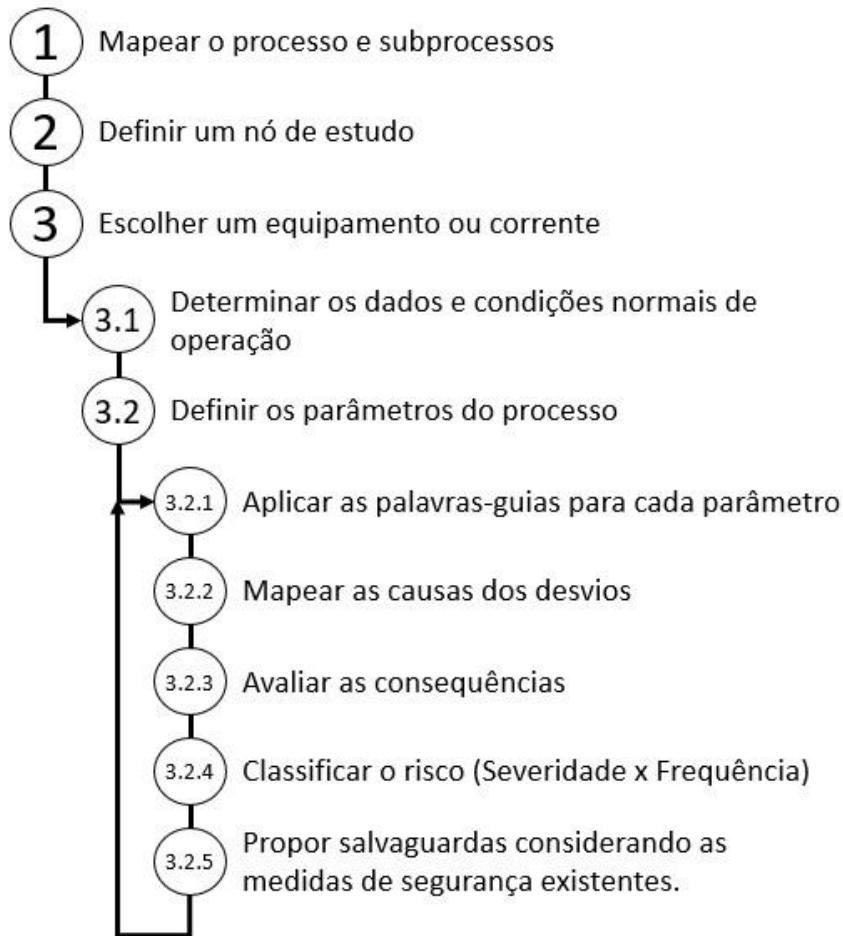 1 Mapear o processo e subprocessos
2 Definir um nó de estudo
3 Escolher um equipamento ou corrente
3.1 Determinar os dados e condições normais de
operação
3.2 Definir os parâmetros do processo
3.2.1 Aplicar as palavras-guias para cada parâmetro
3.2.2 Mapear as causas dos desvios
3.2.3 Avaliar as consequências
3.2.4 Classificar o risco (Severidade x Frequência)
3.2.5 Propor salvaguardas considerando as
medidas de segurança existentes.